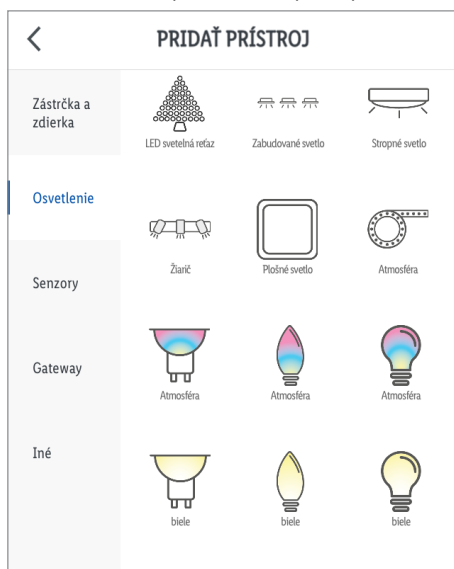 PRIDAŤ PRÍSTROJ
Zástrčka a
zdierka
Osvetlenie
Senzory
Gateway
Iné
LED svetelná reťaz
Zabudované svetlo
Stropné svetlo
Žiarič
Plošné svetlo
Atmosféra
Atmosféra
Atmosféra
Atmosféra
biele
biele
biele